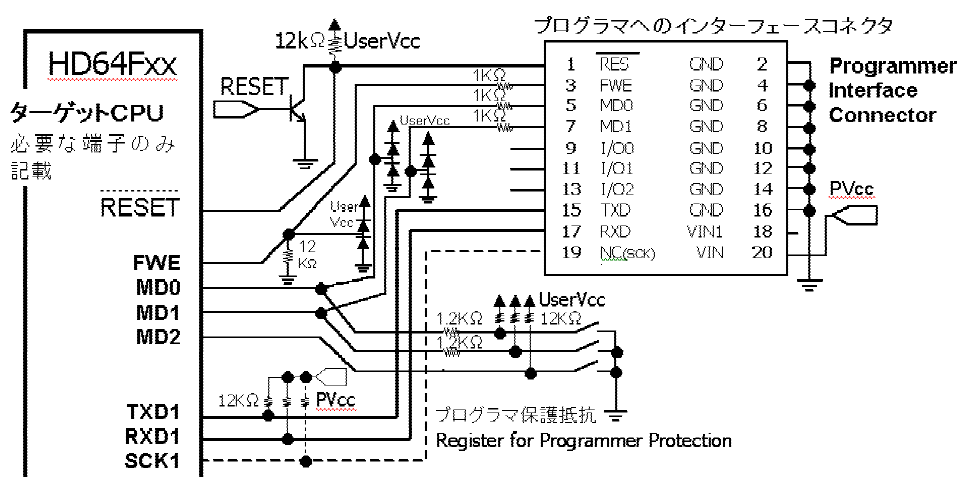 プログラマへのインターフェースコネクタ
12kΩ
UserVcc
HD64Fxx
ターゲットCPU
必要な端子のみ
記載
RESET
1KΩ
1KΩ
1KΩ
UserVcc
1 RES GND 2
3 FWE GND 4
5 MD0 GND 6
7 MD1 GND 8
9 I/O0 GND 10
11 I/O1 GND 12
13 I/O2 GND 14
15 TXD GND 16
17 RXD VIN1 18
19 NC(SCK) VIN 20
Programmer
Interface
Connector
PVcc
RESET
User
Vcc
12
KΩ
FWE
MD0
MD1
MD2
UserVcc
1.2KΩ
12KΩ
1.2KΩ
12KΩ
PVcc
TXD1
RXD1
SCK1
プログラマ保護抵抗
Register for Programmer Protection